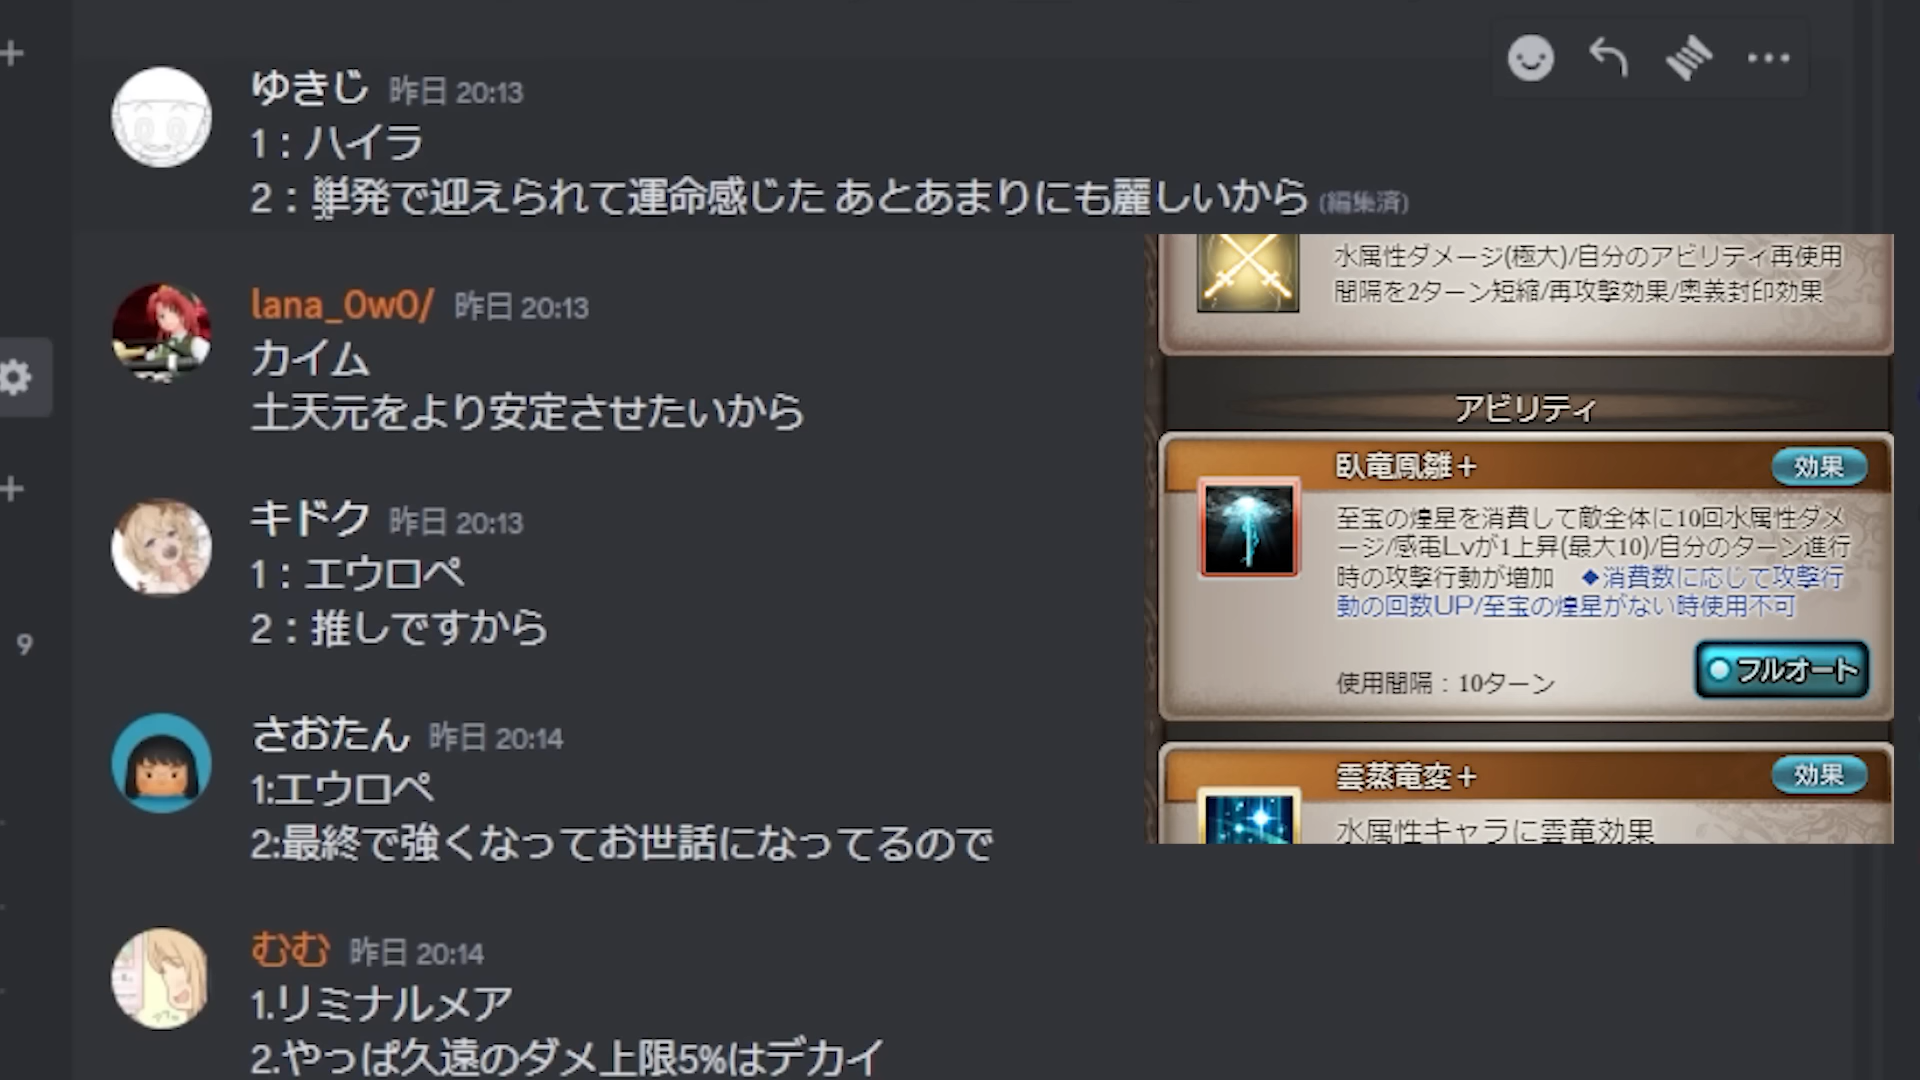 ゆきじ 昨日 20:13
1：ハイラ
2：単発で迎えられて運命感じた あとあまりにも麗しいから (編集済)
lana_0w0/ 昨日 20:13
カイム
土天元をより安定させたいから
キドク 昨日 20:13
1：エウロペ
2：推しですから
さおたん 昨日 20:14
1:エウロペ
2:最終で強くなってお世話になってるので
むむ 昨日 20:14
1.リミナルメア
2.やっぱ久遠のダメ上限5%はデカイ
9
水属性ダメージ(極大)/自分のアビリティ再使用
間隔を2ターン短縮/再攻撃効果/奥義封印効果
アビリティ
臥竜鳳雛＋ 効果
至宝の煌星を消費して敵全体に10回水属性ダメ
ージ/感電Lvが1上昇(最大10)/自分のターン進行
時の攻撃行動が増加 ◆消費数に応じて攻撃行
動の回数UP/至宝の煌星がない時使用不可
使用間隔：10ターン フルオート
雲蒸竜変＋ 効果
水属性キャラに雲竜効果